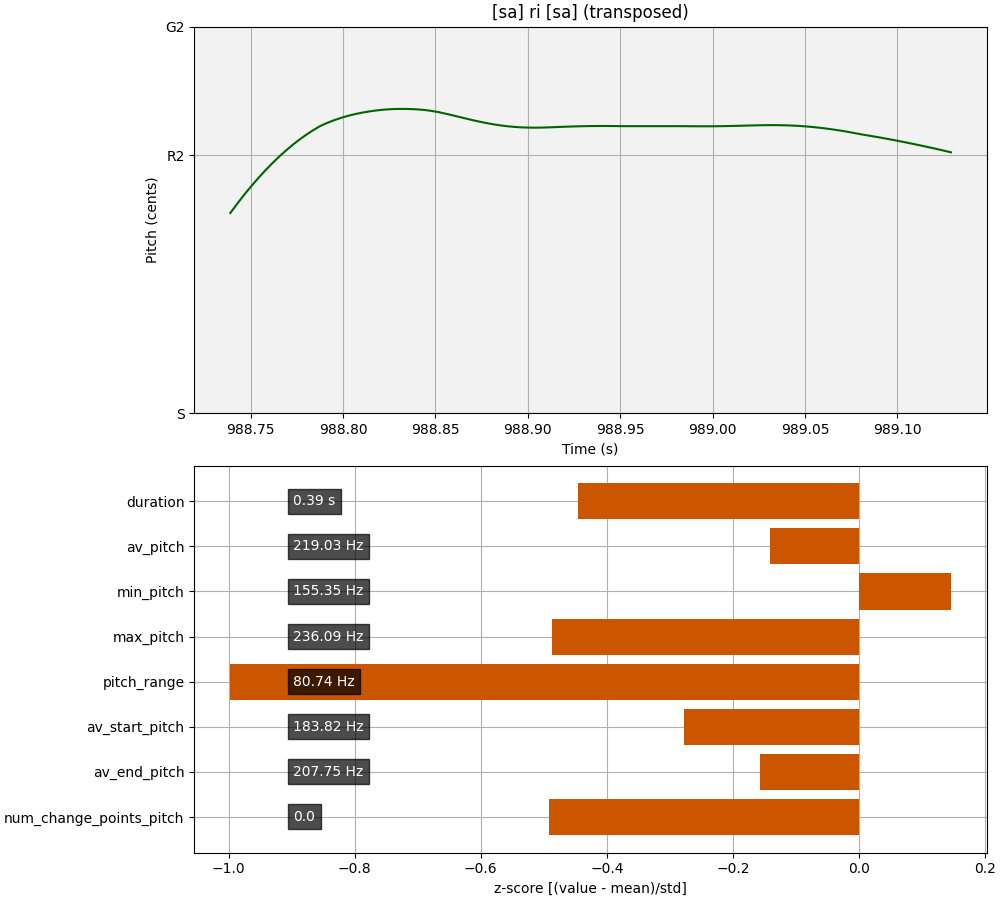 [sa] ri [sa] (transposed)
G2
R2
S
Pitch (cents)
988.75 988.80 988.85 988.90 988.95 989.00 989.05 989.10
Time (s)
duration 0.39 s
av_pitch 219.03 Hz
min_pitch 155.35 Hz
max_pitch 236.09 Hz
pitch_range 80.74 Hz
av_start_pitch 183.82 Hz
av_end_pitch 207.75 Hz
num_change_points_pitch 0.0
−1.0 −0.8 −0.6 −0.4 −0.2 0.0 0.2
z-score [(value - mean)/std]